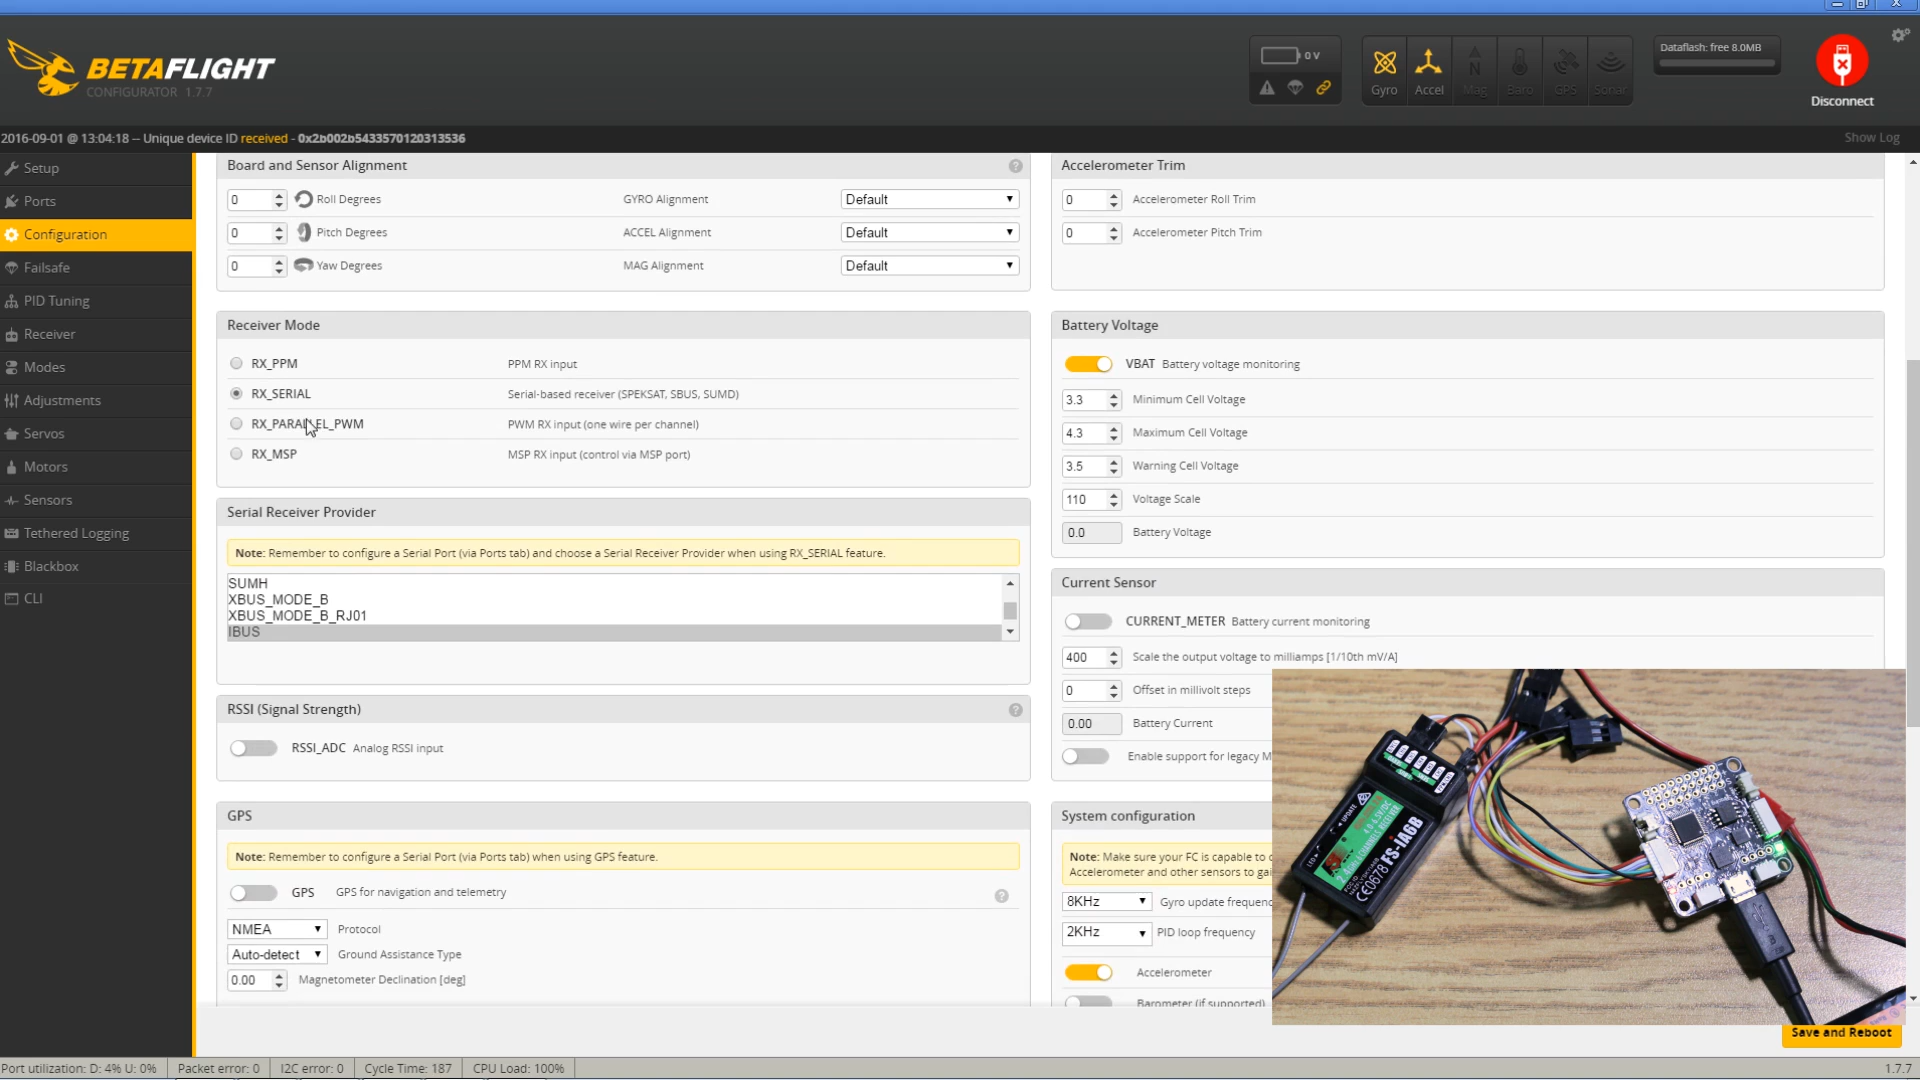 BETAFLIGHT
CONFIGURATOR 1.7.7
0 V
Gyro
Accel
Mag
Baro
GPS
Sonar
Dataflash: free 8.0MB
Disconnect
2016-09-01 @ 13:04:18 -- Unique device ID received - 0x2b002b5433570120313536
Show Log
Setup
Ports
Configuration
Failsafe
PID Tuning
Receiver
Modes
Adjustments
Servos
Motors
Sensors
Tethered Logging
Blackbox
CLI
Board and Sensor Alignment
0 Roll Degrees GYRO Alignment Default
0 Pitch Degrees ACCEL Alignment Default
0 Yaw Degrees MAG Alignment Default
Accelerometer Trim
0 Accelerometer Roll Trim
0 Accelerometer Pitch Trim
Receiver Mode
RX_PPM PPM RX input
RX_SERIAL Serial-based receiver (SPEKSAT, SBUS, SUMD)
RX_PARALLEL_PWM PWM RX input (one wire per channel)
RX_MSP MSP RX input (control via MSP port)
Battery Voltage
VBAT Battery voltage monitoring
3.3 Minimum Cell Voltage
4.3 Maximum Cell Voltage
3.5 Warning Cell Voltage
110 Voltage Scale
0.0 Battery Voltage
Serial Receiver Provider
Note: Remember to configure a Serial Port (via Ports tab) and choose a Serial Receiver Provider when using RX_SERIAL feature.
SUMH
XBUS_MODE_B
XBUS_MODE_B_RJ01
IBUS
Current Sensor
CURRENT_METER Battery current monitoring
400 Scale the output voltage to milliamps [1/10th mV/A]
0 Offset in millivolt steps
0.00 Battery Current
Enable support for legacy M
RSSI (Signal Strength)
RSSI_ADC Analog RSSI input
GPS
Note: Remember to configure a Serial Port (via Ports tab) when using GPS feature.
GPS GPS for navigation and telemetry
NMEA Protocol
Auto-detect Ground Assistance Type
0.00 Magnetometer Declination [deg]
System configuration
Note: Make sure your FC is capable to
Accelerometer and other sensors to gai
8KHz Gyro update frequenc
2KHz PID loop frequency
Accelerometer
Barometer (if supported)
UPDATE
FS-iA6B
CE0678
Save and Reboot
Port utilization: D: 4% U: 0%
Packet error: 0
I2C error: 0
Cycle Time: 187
CPU Load: 100%
1.7.7